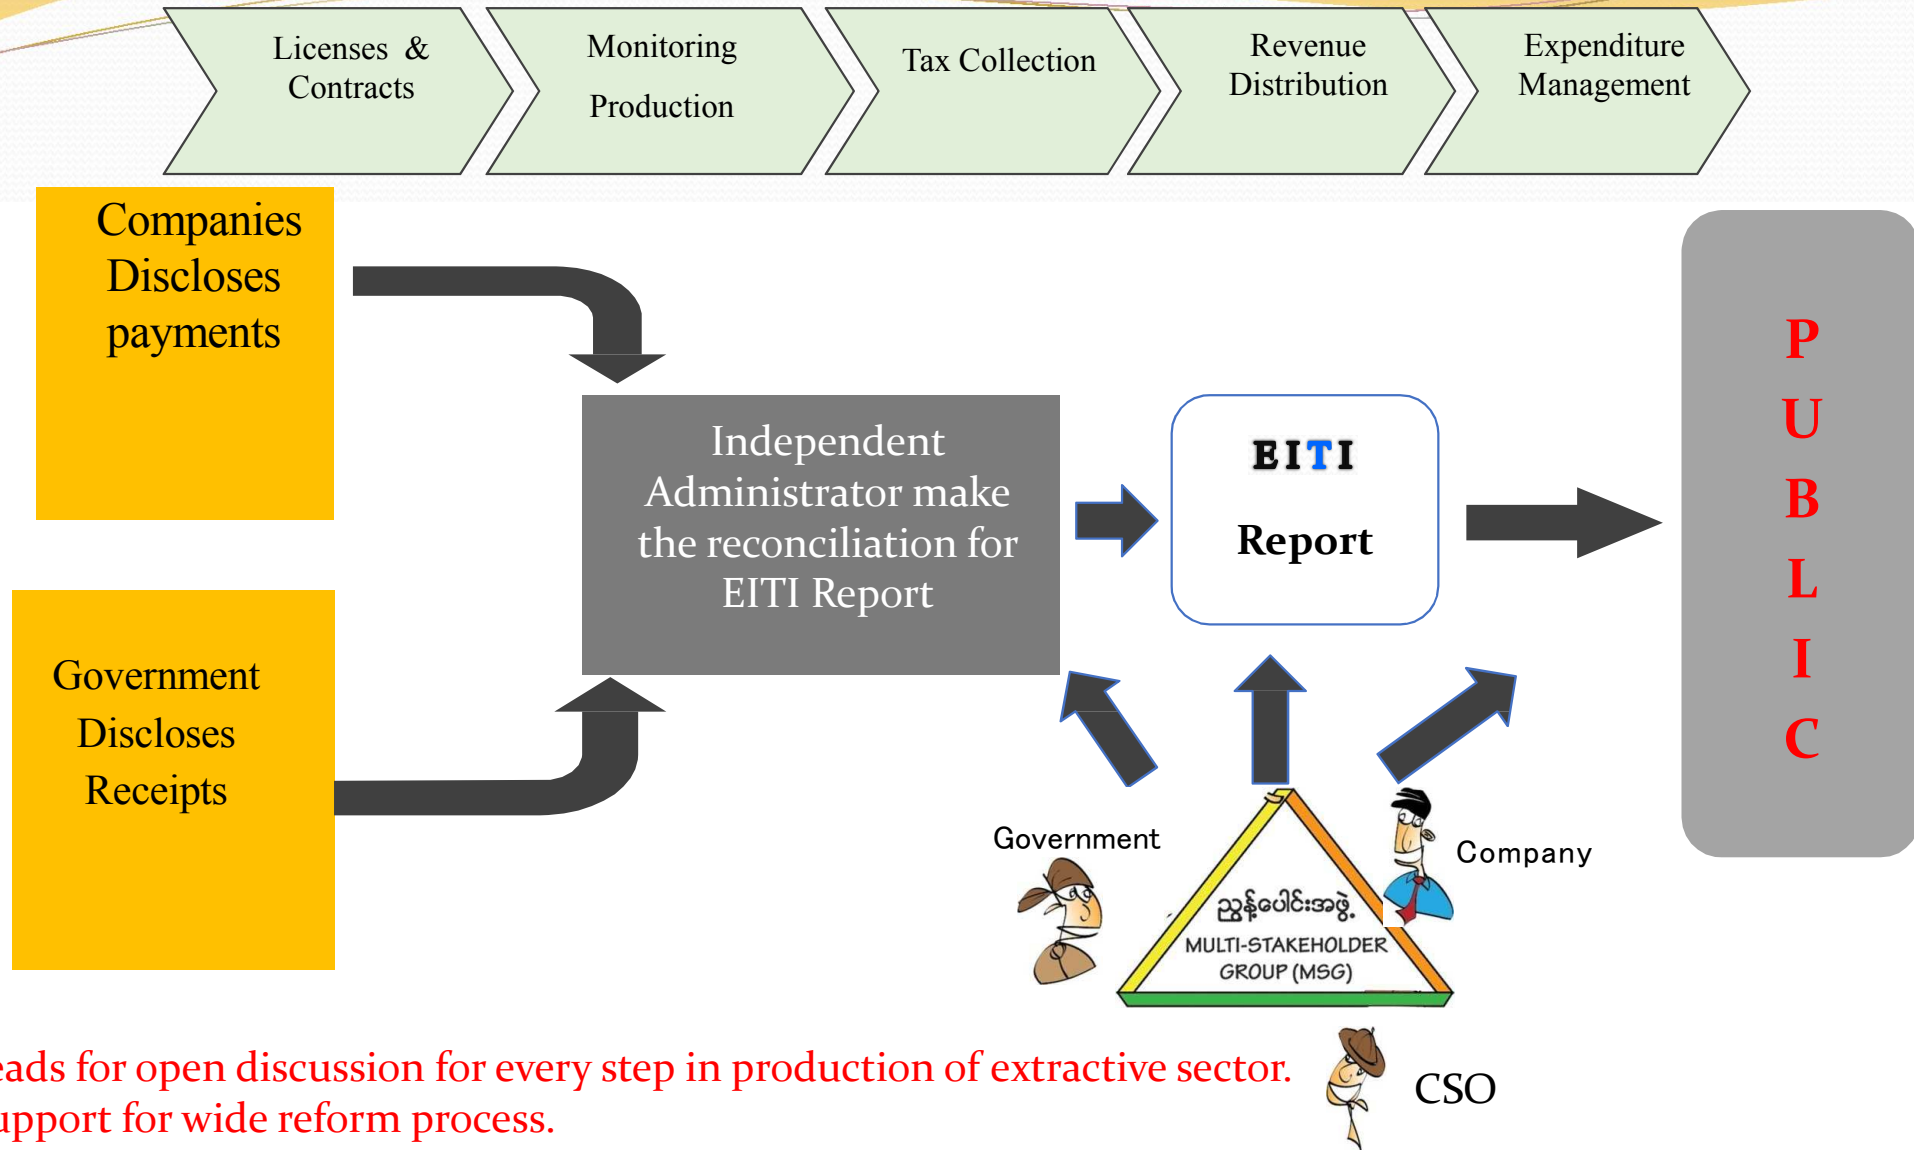 Licenses &
Contracts
Monitoring
Production
Tax Collection
Revenue
Distribution
Expenditure
Management
Companies
Discloses
payments
Independent
Administrator make
the reconciliation for
EITI Report
EITI
Report
P
U
B
L
I
C
Government
Discloses
Receipts
Government
Company
ညွန့်ပေါင်းအဖွဲ့
MULTI-STAKEHOLDER
GROUP (MSG)
CSO
eads for open discussion for every step in production of extractive sector.
upport for wide reform process.